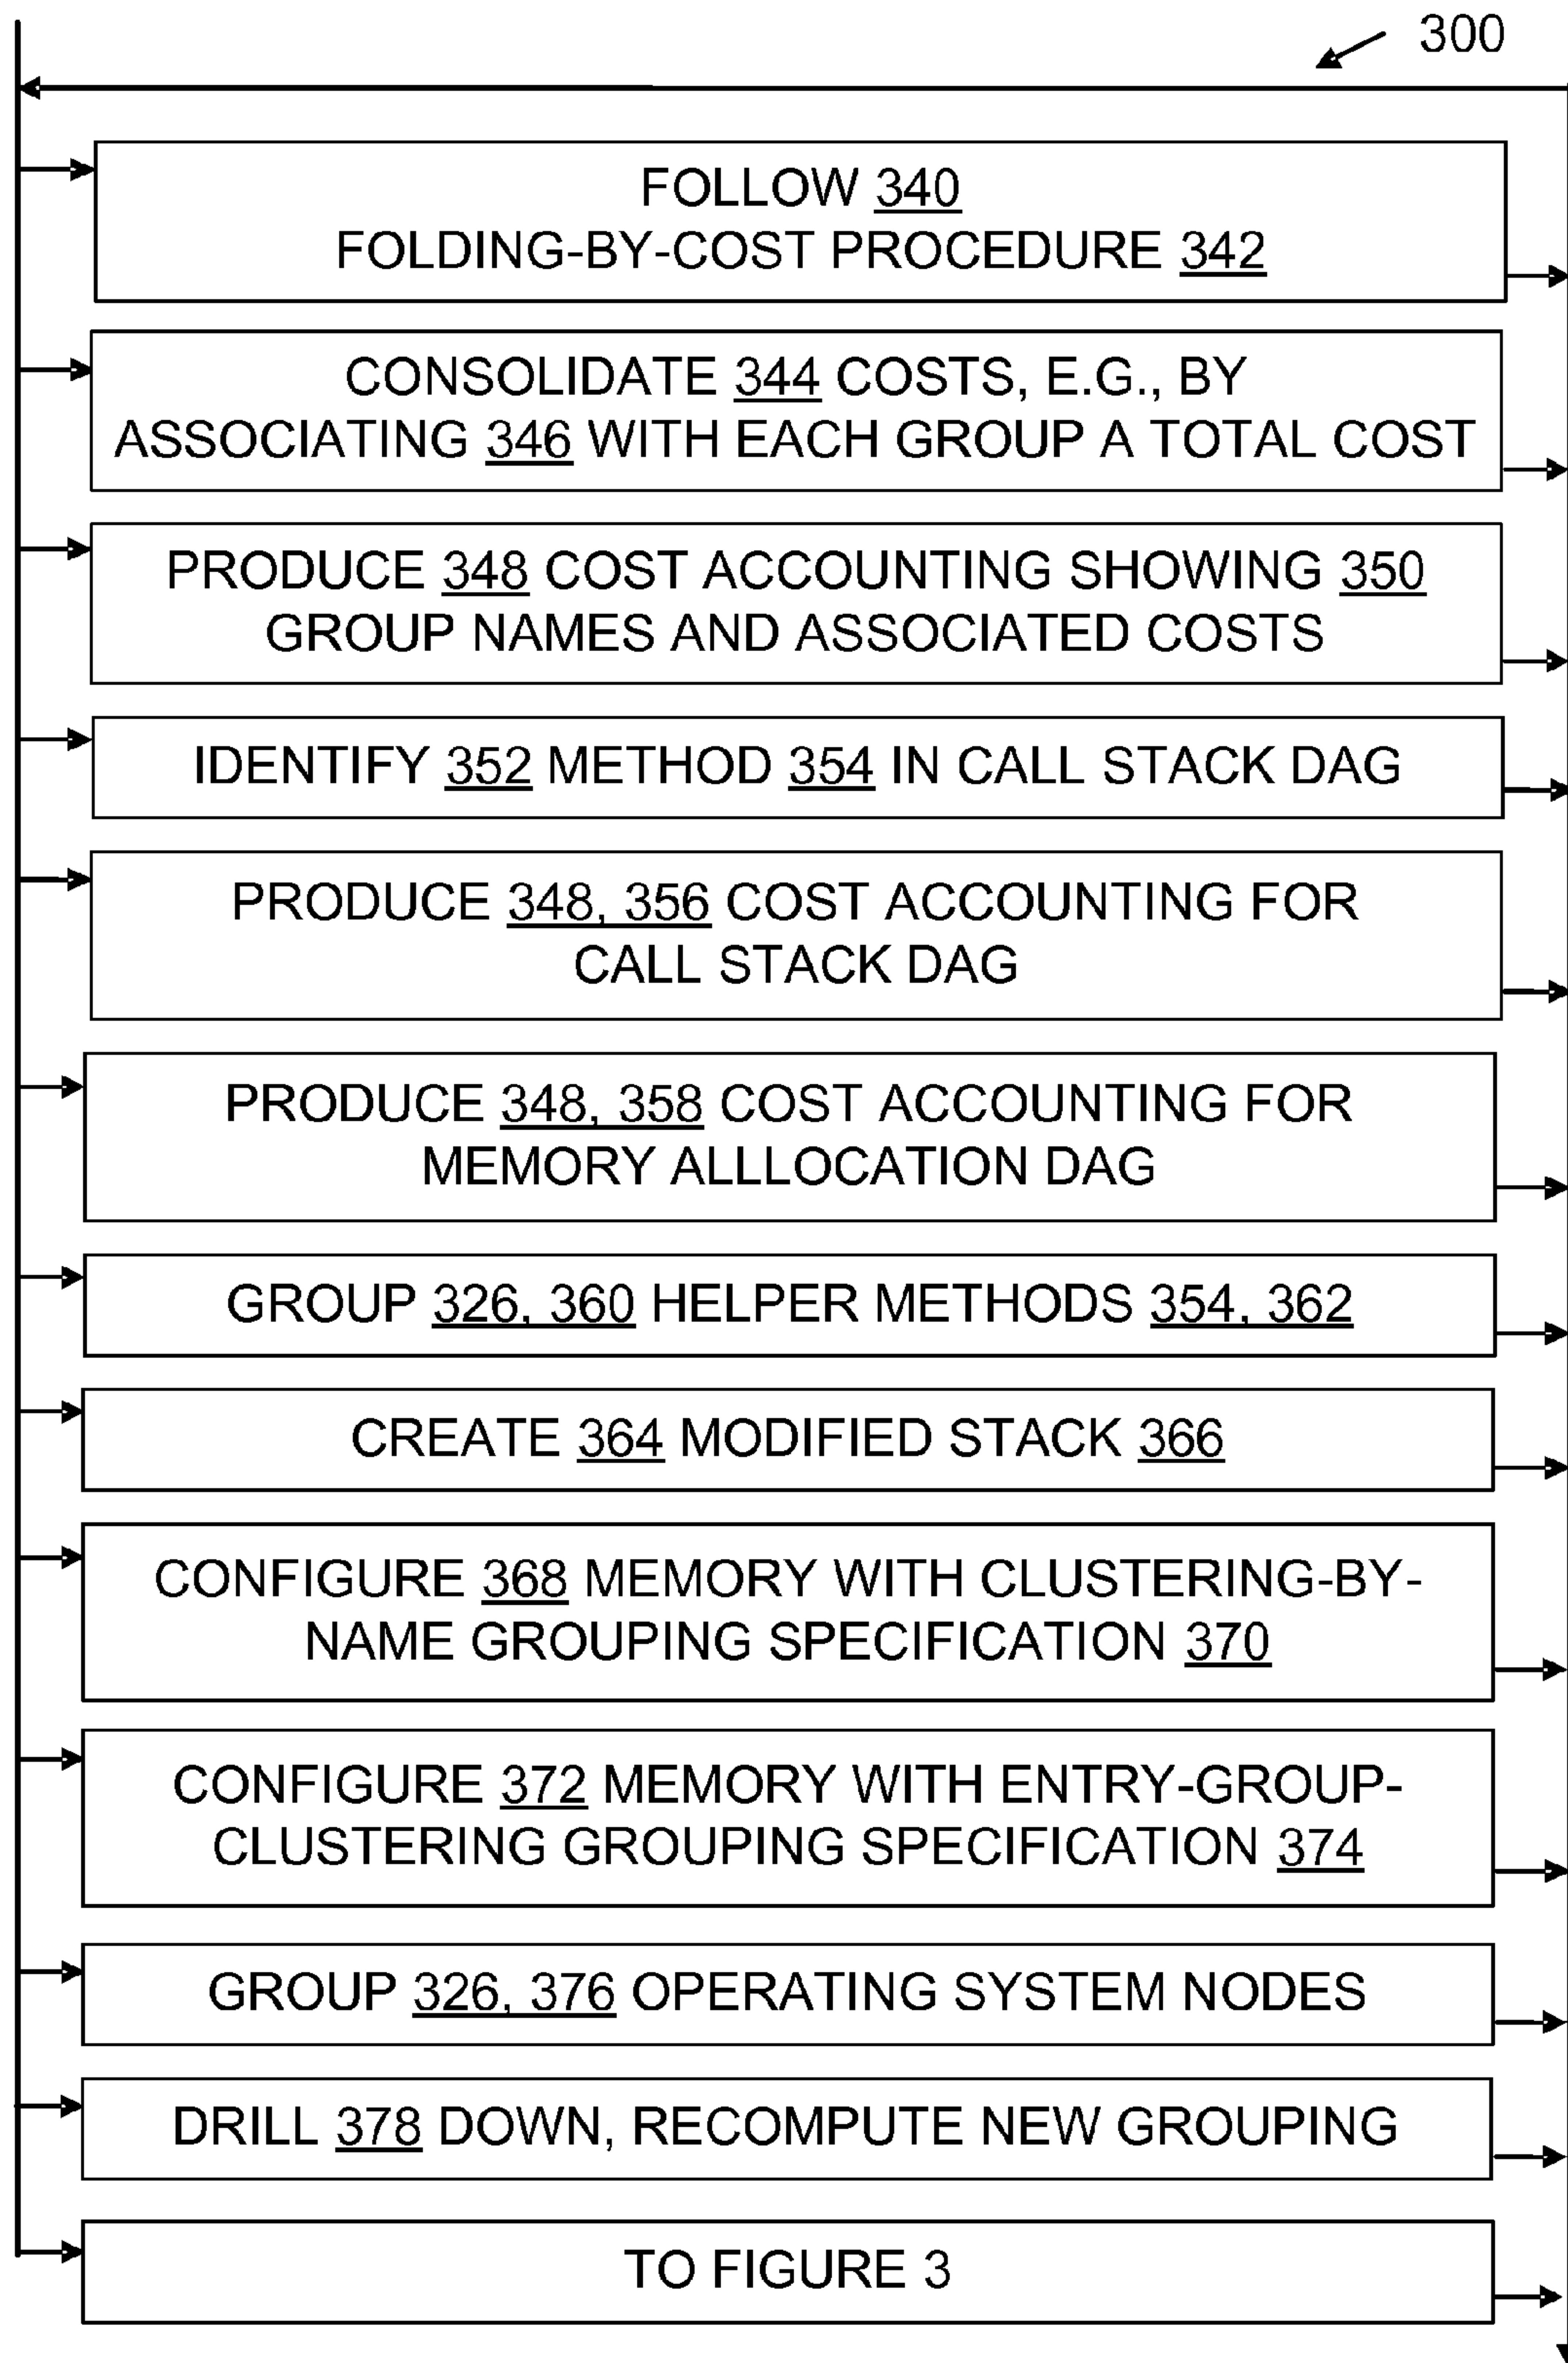 300
FOLLOW 340
FOLDING-BY-COST PROCEDURE 342
CONSOLIDATE 344 COSTS, E.G., BY
ASSOCIATING 346 WITH EACH GROUP A TOTAL COST
PRODUCE 348 COST ACCOUNTING SHOWING 350
GROUP NAMES AND ASSOCIATED COSTS
IDENTIFY 352 METHOD 354 IN CALL STACK DAG
PRODUCE 348, 356 COST ACCOUNTING FOR
CALL STACK DAG
PRODUCE 348, 358 COST ACCOUNTING FOR
MEMORY ALLLOCATION DAG
GROUP 326, 360 HELPER METHODS 354, 362
CREATE 364 MODIFIED STACK 366
CONFIGURE 368 MEMORY WITH CLUSTERING-BY-
NAME GROUPING SPECIFICATION 370
CONFIGURE 372 MEMORY WITH ENTRY-GROUP-
CLUSTERING GROUPING SPECIFICATION 374
GROUP 326, 376 OPERATING SYSTEM NODES
DRILL 378 DOWN, RECOMPUTE NEW GROUPING
TO FIGURE 3